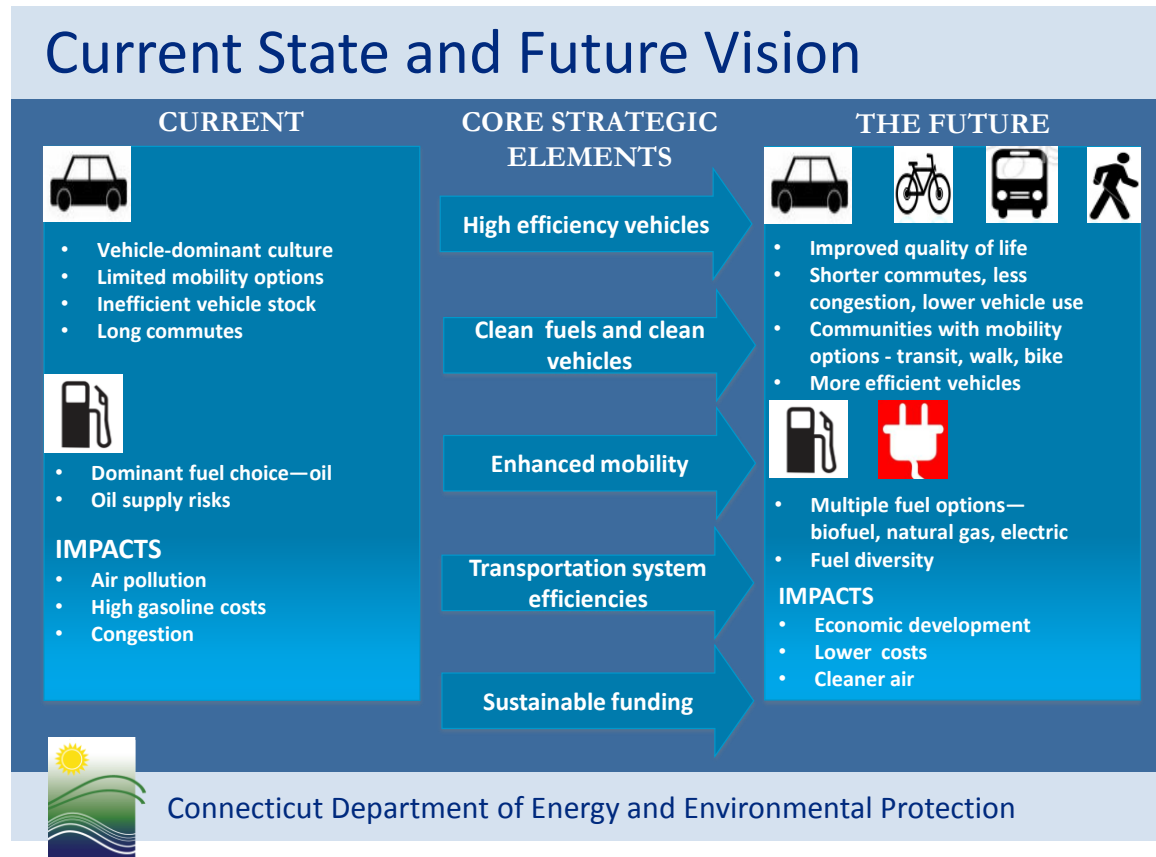 Current State and Future Vision
CURRENT
• Vehicle-dominant culture
• Limited mobility options
• Inefficient vehicle stock
• Long commutes
• Dominant fuel choice—oil
• Oil supply risks
IMPACTS
• Air pollution
• High gasoline costs
• Congestion
CORE STRATEGIC
ELEMENTS
High efficiency vehicles
Clean fuels and clean
vehicles
Enhanced mobility
Transportation system
efficiencies
Sustainable funding
THE FUTURE
• Improved quality of life
• Shorter commutes, less
congestion, lower vehicle use
• Communities with mobility
options - transit, walk, bike
• More efficient vehicles
• Multiple fuel options—
biofuel, natural gas, electric
• Fuel diversity
IMPACTS
• Economic development
• Lower costs
• Cleaner air
Connecticut Department of Energy and Environmental Protection